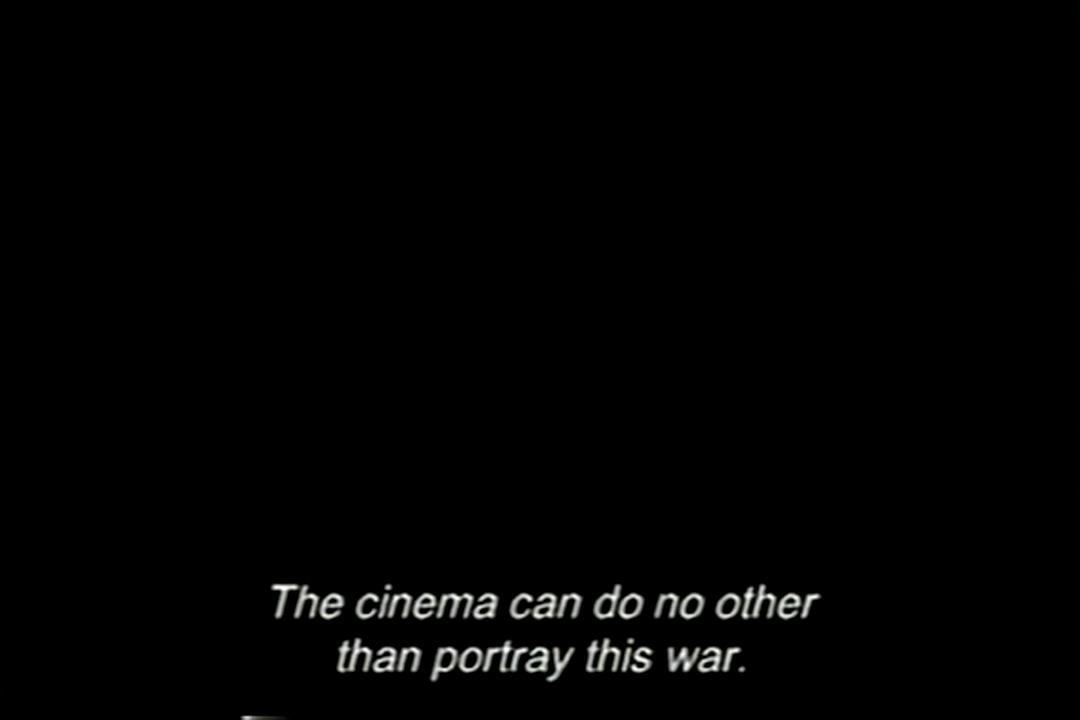 The cinema can do no other
than portray this war.